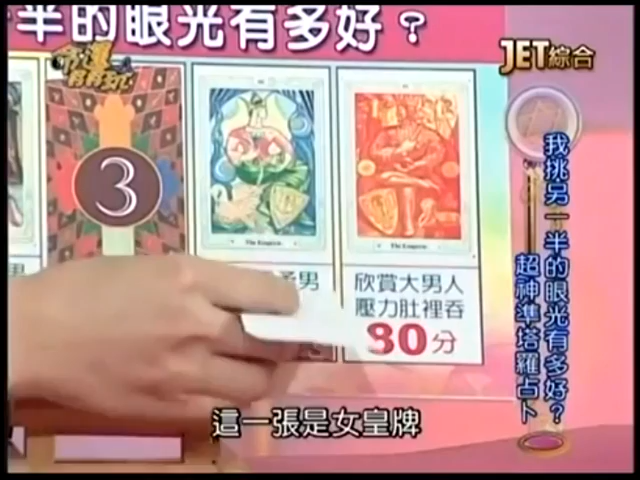 半的眼光有多好？
命運好好玩
JET綜合
3
The Empress
The Emperor
男
欣賞大男人
壓力肚裡吞
80分
我挑另一半的眼光有多好？
超神準塔羅占卜
這一張是女皇牌